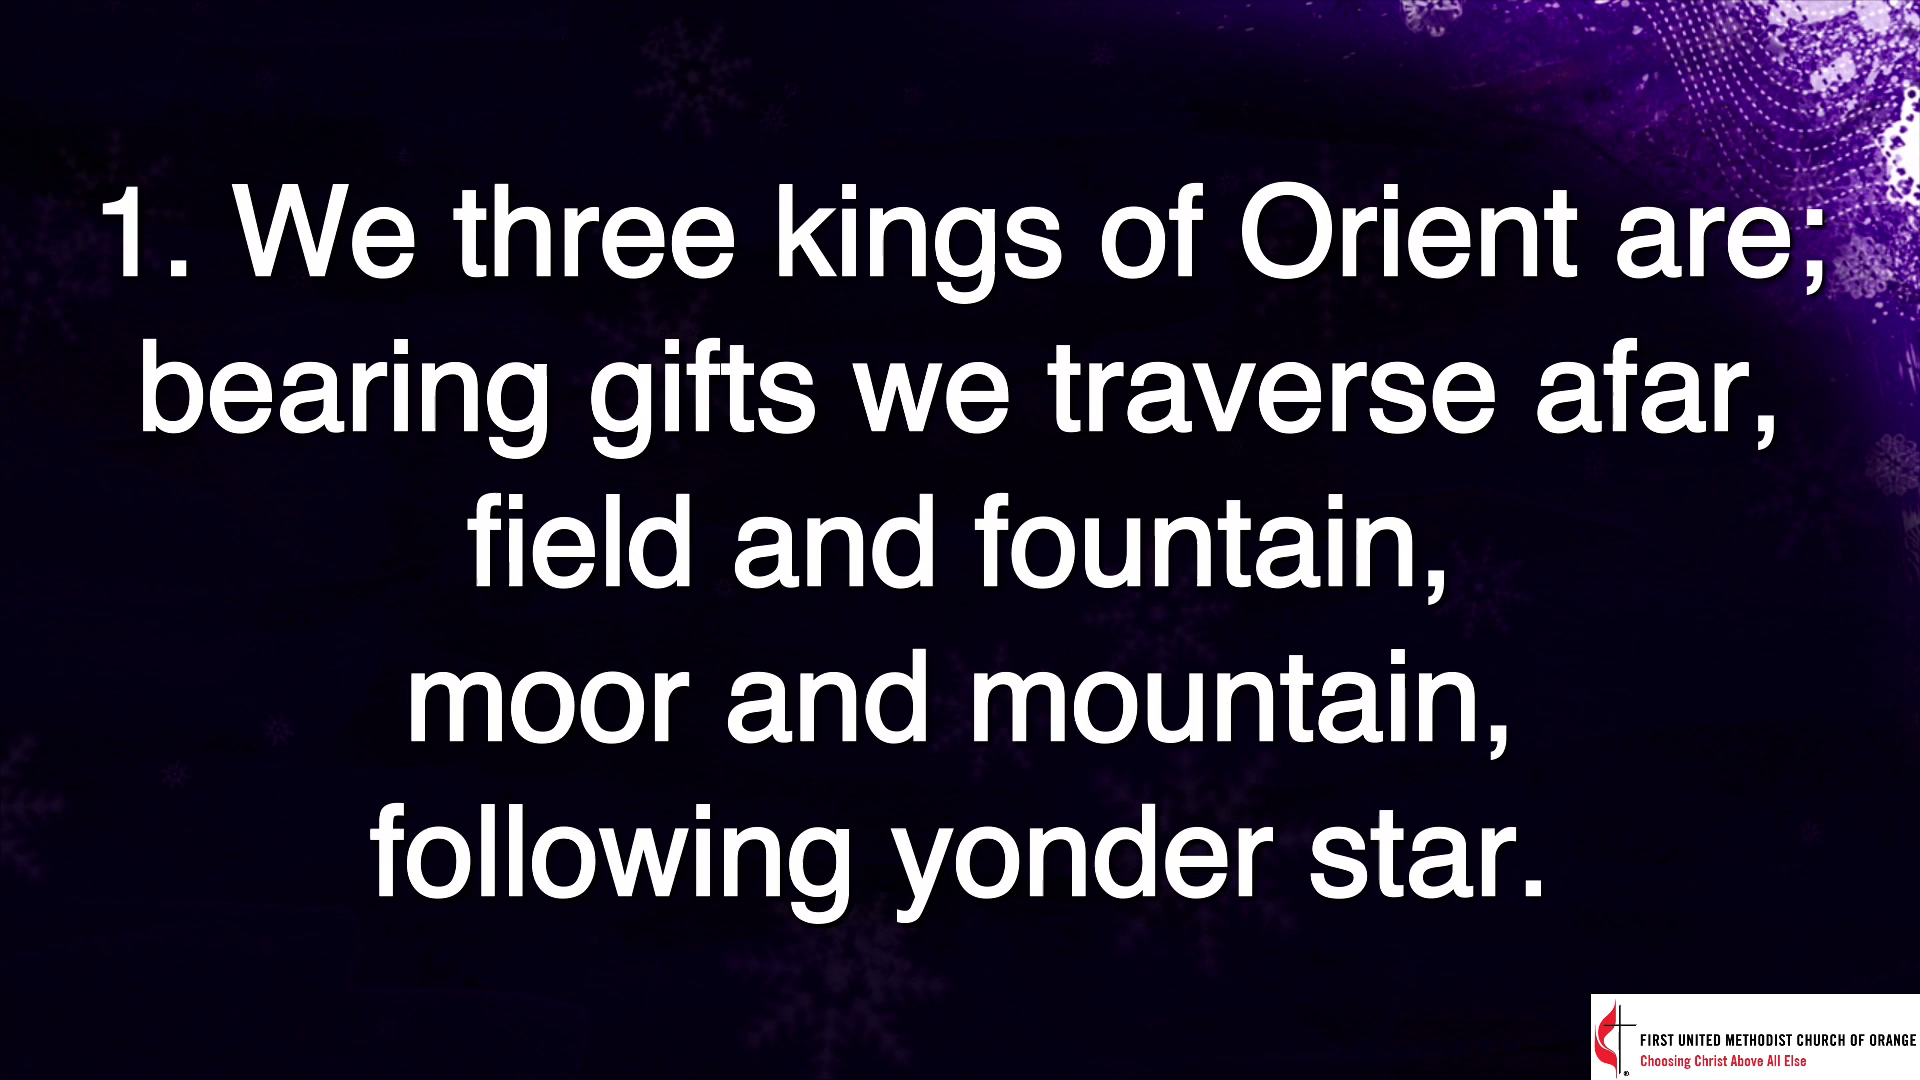 1. We three kings of Orient are;
bearing gifts we traverse afar,
field and fountain,
moor and mountain,
following yonder star.
FIRST UNITED METHODIST CHURCH OF ORANGE
Choosing Christ Above All Else